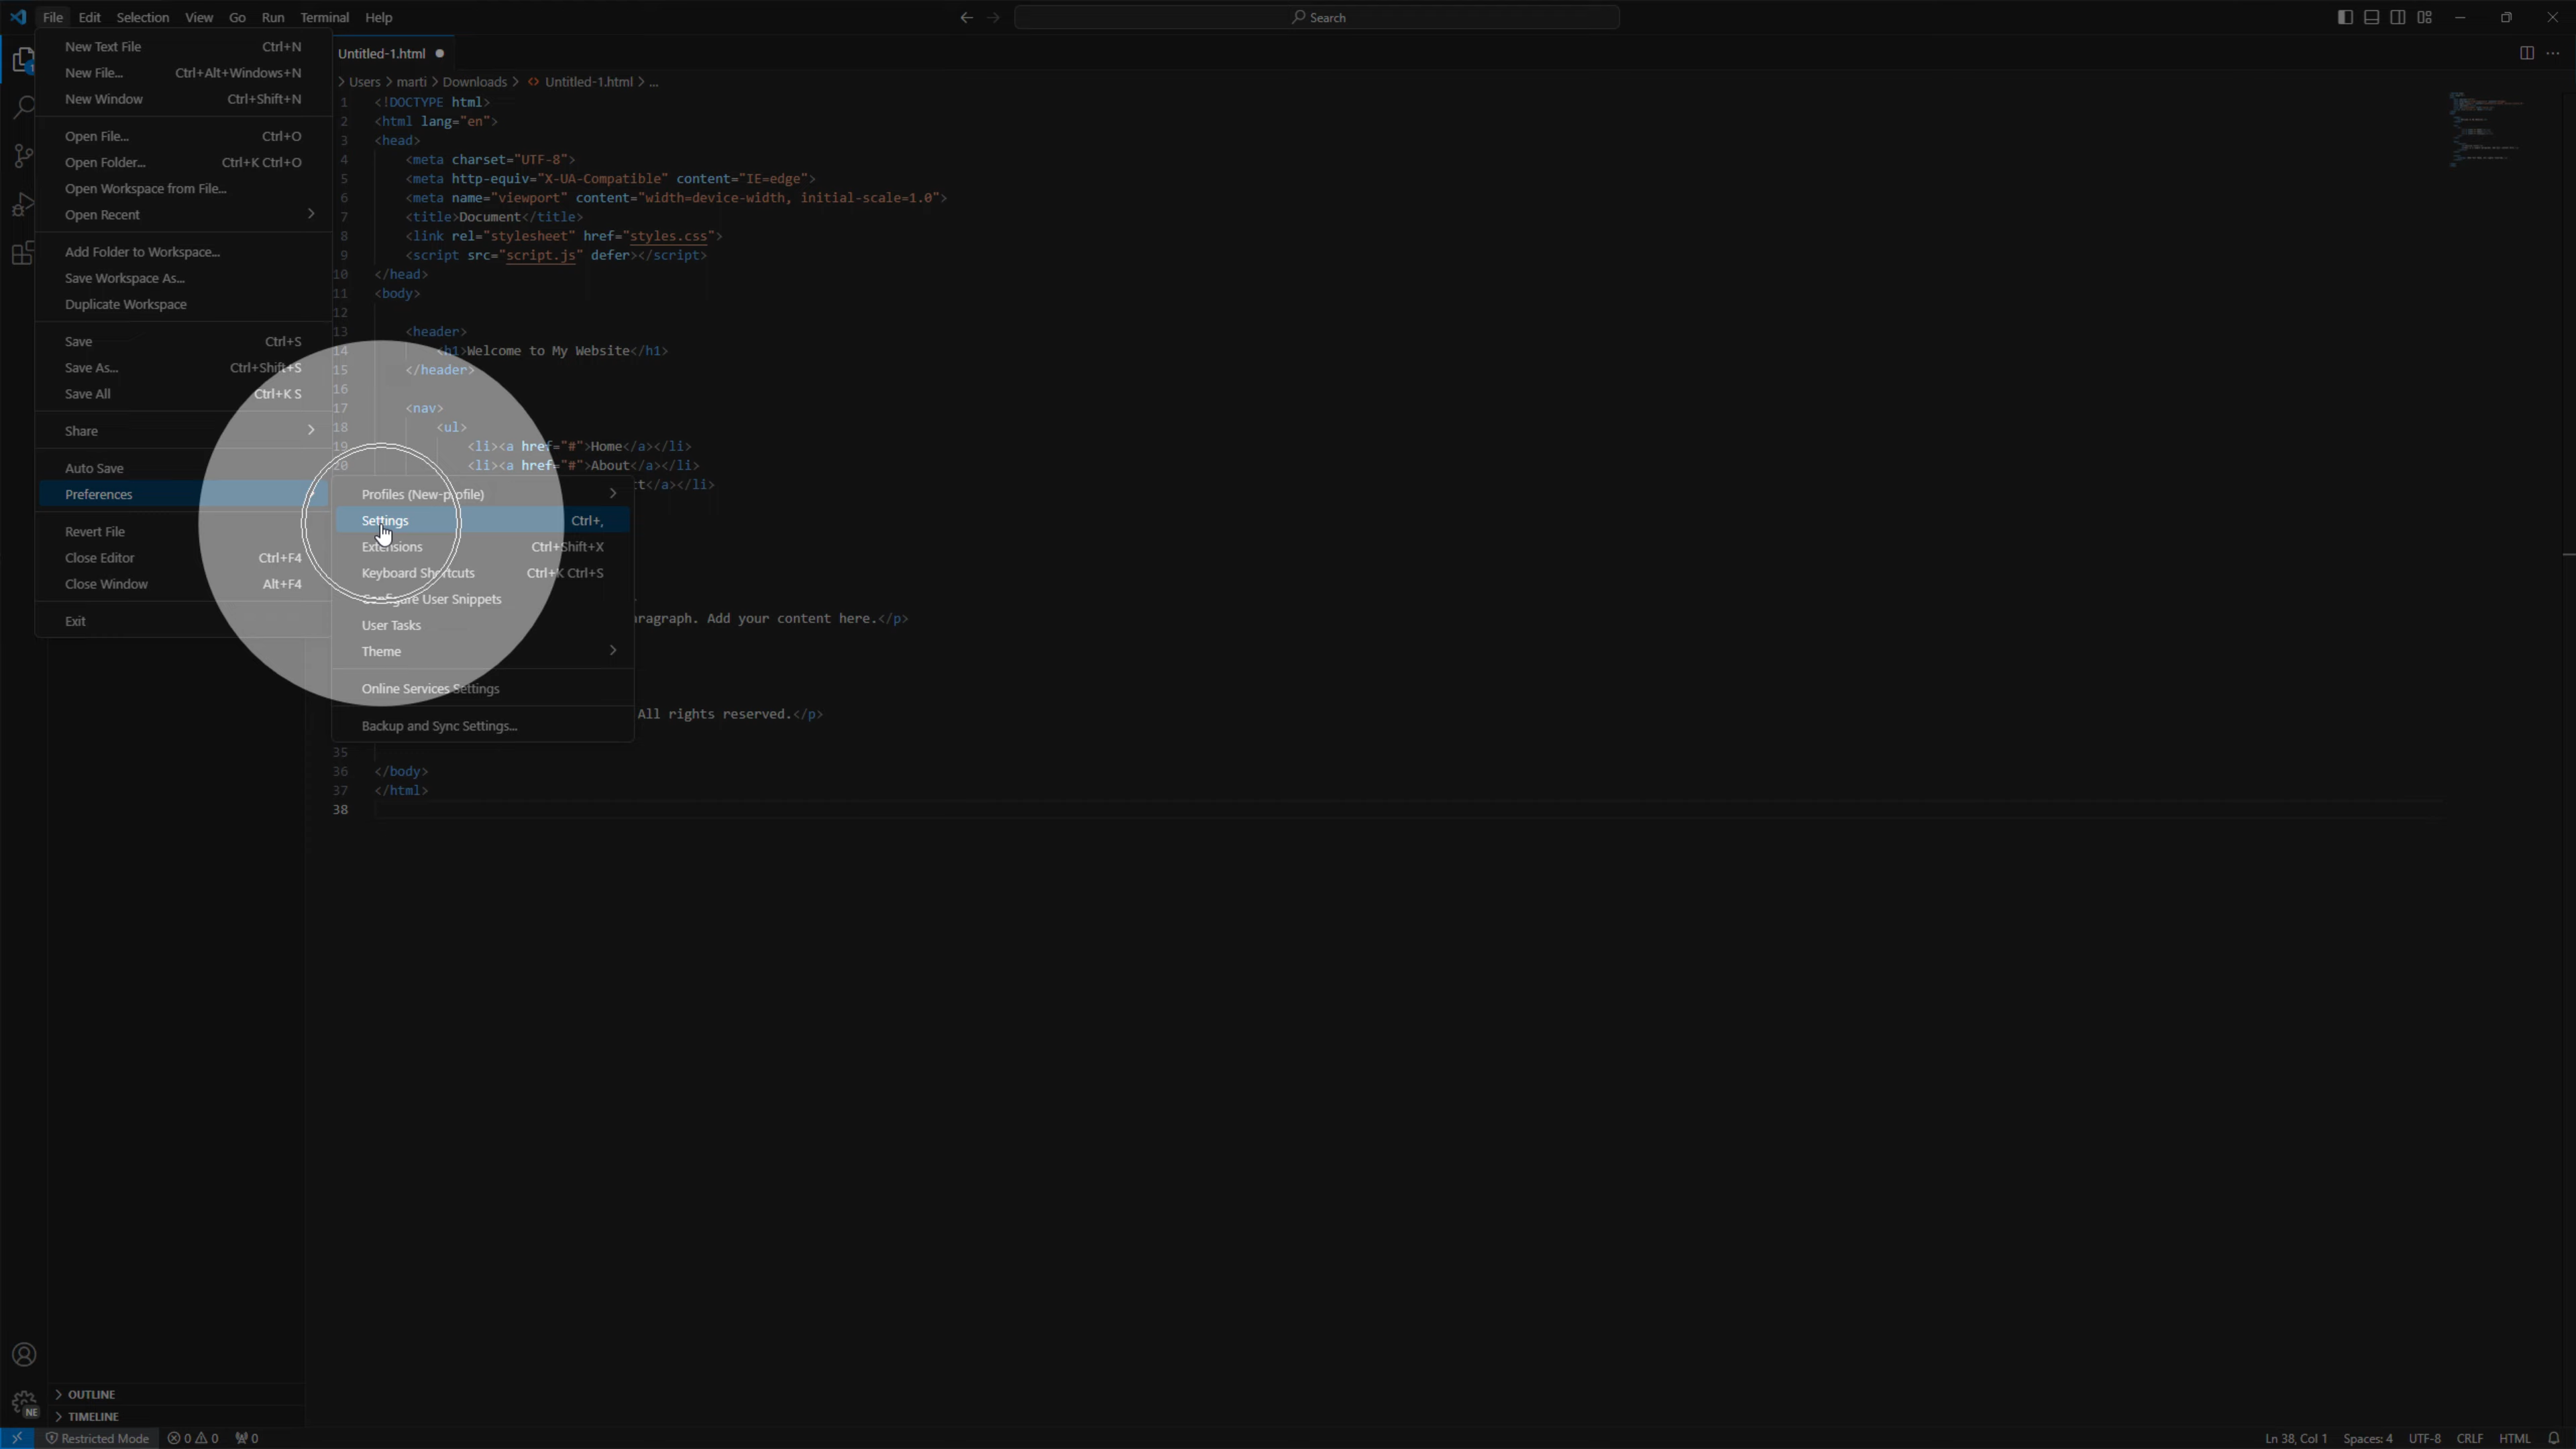 File Edit Selection View Go Run Terminal Help
Search
New Text File Ctrl+N
New File... Ctrl+Alt+Windows+N
New Window Ctrl+Shift+N
Open File... Ctrl+O
Open Folder... Ctrl+K Ctrl+O
Open Workspace from File...
Open Recent
Add Folder to Workspace...
Save Workspace As...
Duplicate Workspace
Save Ctrl+S
Save As... Ctrl+Shift+S
Save All Ctrl+K S
Share
Auto Save
Preferences
Revert File
Close Editor Ctrl+F4
Close Window Alt+F4
Exit
Profiles (New-profile)
Settings Ctrl+,
Extensions Ctrl+Shift+X
Keyboard Shortcuts Ctrl+K Ctrl+S
Configure User Snippets
User Tasks
Theme
Online Services Settings
Backup and Sync Settings...
Untitled-1.html
> Users > marti > Downloads > <> Untitled-1.html > ...
1 <!DOCTYPE html>
2 <html lang="en">
3 <head>
4 <meta charset="UTF-8">
5 <meta http-equiv="X-UA-Compatible" content="IE=edge">
6 <meta name="viewport" content="width=device-width, initial-scale=1.0">
7 <title>Document</title>
8 <link rel="stylesheet" href="styles.css">
9 <script src="script.js" defer></script>
10 </head>
11 <body>
12
13 <header>
14 <h1>Welcome to My Website</h1>
15 </header>
16
17 <nav>
18 <ul>
19 <li><a href="#">Home</a></li>
20 <li><a href="#">About</a></li>
ct</a></li>
aragraph. Add your content here.</p>
All rights reserved.</p>
35
36 </body>
37 </html>
38
OUTLINE
NE
TIMELINE
Restricted Mode 0 0 0
Ln 38, Col 1 Spaces: 4 UTF-8 CRLF HTML